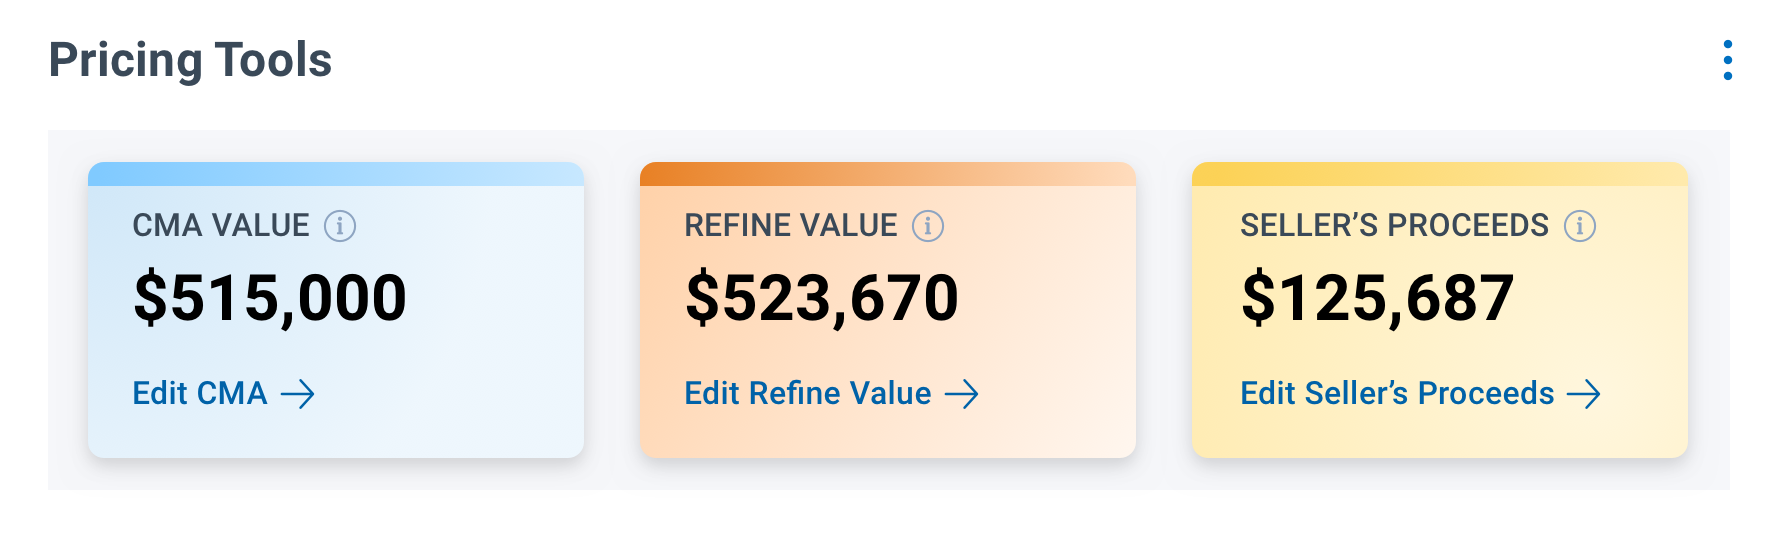 Pricing Tools
CMA VALUE
$515,000
Edit CMA
REFINE VALUE
$523,670
Edit Refine Value
SELLER’S PROCEEDS
$125,687
Edit Seller’s Proceeds